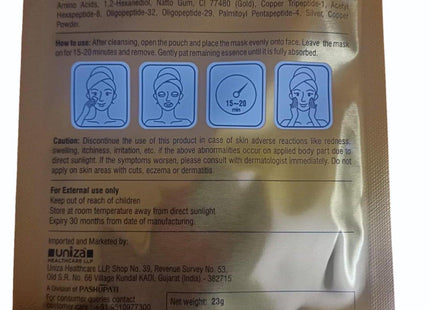 Amino Acids, 1,2-Hexanediol, Natto Gum, CI 77480 (Gold), Copper Tripeptide-1, Acetyl
Hexapeptide-8, Oligopeptide-32, Oligopeptide-29, Palmitoyl Pentapeptide-4, Silver, Copper
Powder.
How to use: After cleansing, open the pouch and place the mask evenly onto face. Leave the mask
on for 15-20 minutes and remove. Gently pat remaining essence until it is fully absorbed.
15~20
min
Caution: Discontinue the use of this product in case of skin adverse reactions like redness,
swelling, itchiness, irritation, etc. if the above abnormalities occur on applied body part due to
direct sunlight. If the symptoms worsen, please consult with dermatologist immediately. Do not
apply on skin areas with cuts, eczema or dermatitis.
For External use only
Keep out of reach of children
Store at room temperature away from direct sunlight
Expiry 30 months from date of manufacturing.
Imported and Marketed by:
uniza
HEALTHCARE LLP
Uniza Healthcare LLP, Shop No. 39, Revenue Survey No. 53,
Old S.R. No. 66 Village Kundal KADI, Gujarat (India) - 382715
A Division of PASHUPATI
For consumer queries contact
Net weight: 23g